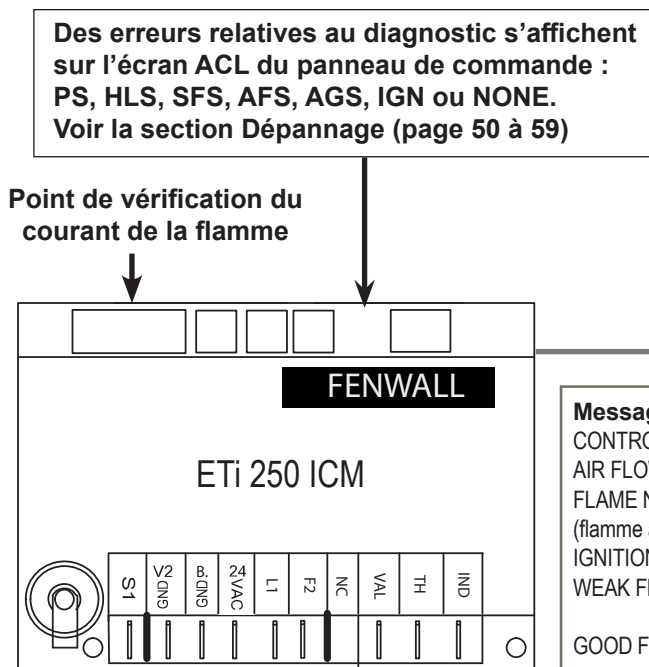 Des erreurs relatives au diagnostic s'affichent
sur l'écran ACL du panneau de commande :
PS, HLS, SFS, AFS, AGS, IGN ou NONE.
Voir la section Dépannage (page 50 à 59)
Point de vérification du
courant de la flamme
FENWALL
ETi 250 ICM
S1
V2 GND
B. GND
24 VAC
L1
F2
NC
VAL
TH
IND
(flamme
GOOD F